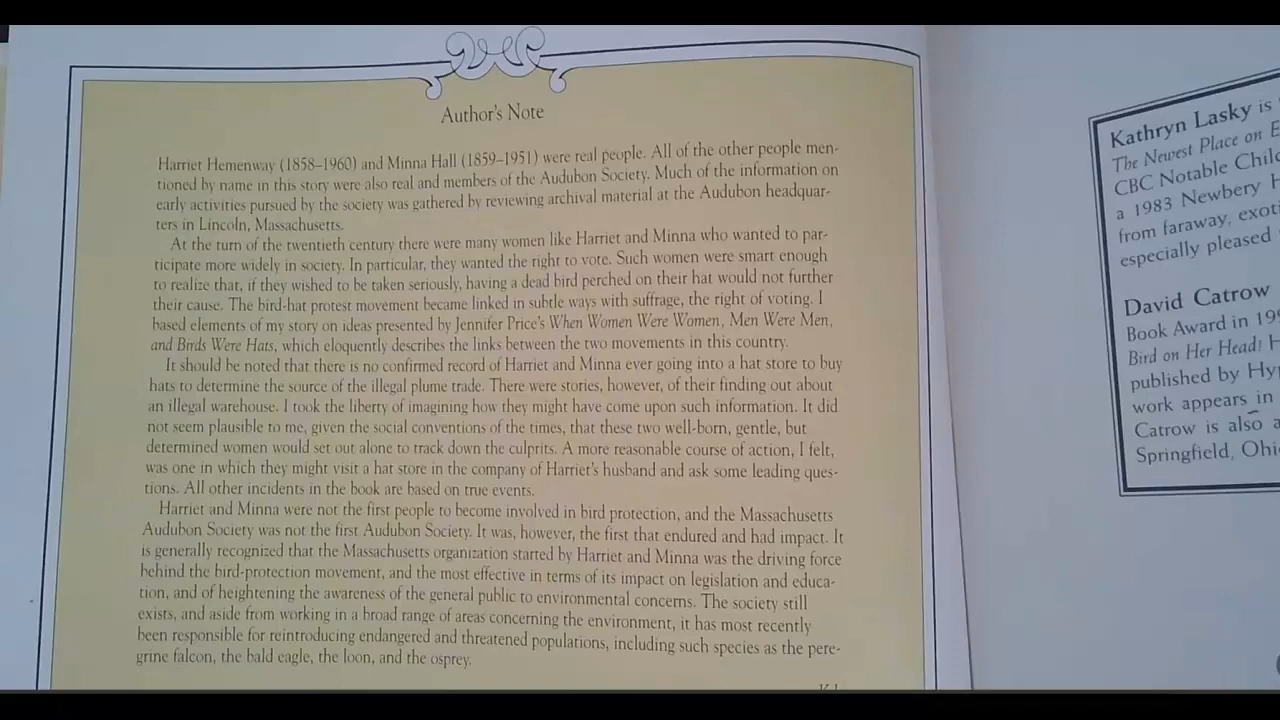 Author's Note
Harriet Hemenway (1858–1960) and Minna Hall (1859–1951) were real people. All of the other people men-
tioned by name in this story were also real and members of the Audubon Society. Much of the information on
early activities pursued by the society was gathered by reviewing archival material at the Audubon headquar-
ters in Lincoln, Massachusetts.
At the turn of the twentieth century there were many women like Harriet and Minna who wanted to par-
ticipate more widely in society. In particular, they wanted the right to vote. Such women were smart enough
to realize that, if they wished to be taken seriously, having a dead bird perched on their hat would not further
their cause. The bird-hat protest movement became linked in subtle ways with suffrage, the right of voting. I
based elements of my story on ideas presented by Jennifer Price's When Women Were Women, Men Were Men,
and Birds Were Hats, which eloquently describes the links between the two movements in this country.
It should be noted that there is no confirmed record of Harriet and Minna ever going into a hat store to buy
hats to determine the source of the illegal plume trade. There were stories, however, of their finding out about
an illegal warehouse. I took the liberty of imagining how they might have come upon such information. It did
not seem plausible to me, given the social conventions of the times, that these two well-born, gentle, but
determined women would set out alone to track down the culprits. A more reasonable course of action, I felt,
was one in which they might visit a hat store in the company of Harriet's husband and ask some leading ques-
tions. All other incidents in the book are based on true events.
Harriet and Minna were not the first people to become involved in bird protection, and the Massachusetts
Audubon Society was not the first Audubon Society. It was, however, the first that endured and had impact. It
is generally recognized that the Massachusetts organization started by Harriet and Minna was the driving force
behind the bird-protection movement, and the most effective in terms of its impact on legislation and educa-
tion, and of heightening the awareness of the general public to environmental concerns. The society still
exists, and aside from working in a broad range of areas concerning the environment, it has most recently
been responsible for reintroducing endangered and threatened populations, including such species as the pere-
grine falcon, the bald eagle, the loon, and the osprey.
Kathryn Lasky is
The Newest Place on E
CBC Notable Chil
a 1983 Newbery H
from faraway, exoti
especially pleased
David Catrow
Book Award in 19
Bird on Her Head! H
published by Hyp
work appears in
Catrow is also a
Springfield, Ohi